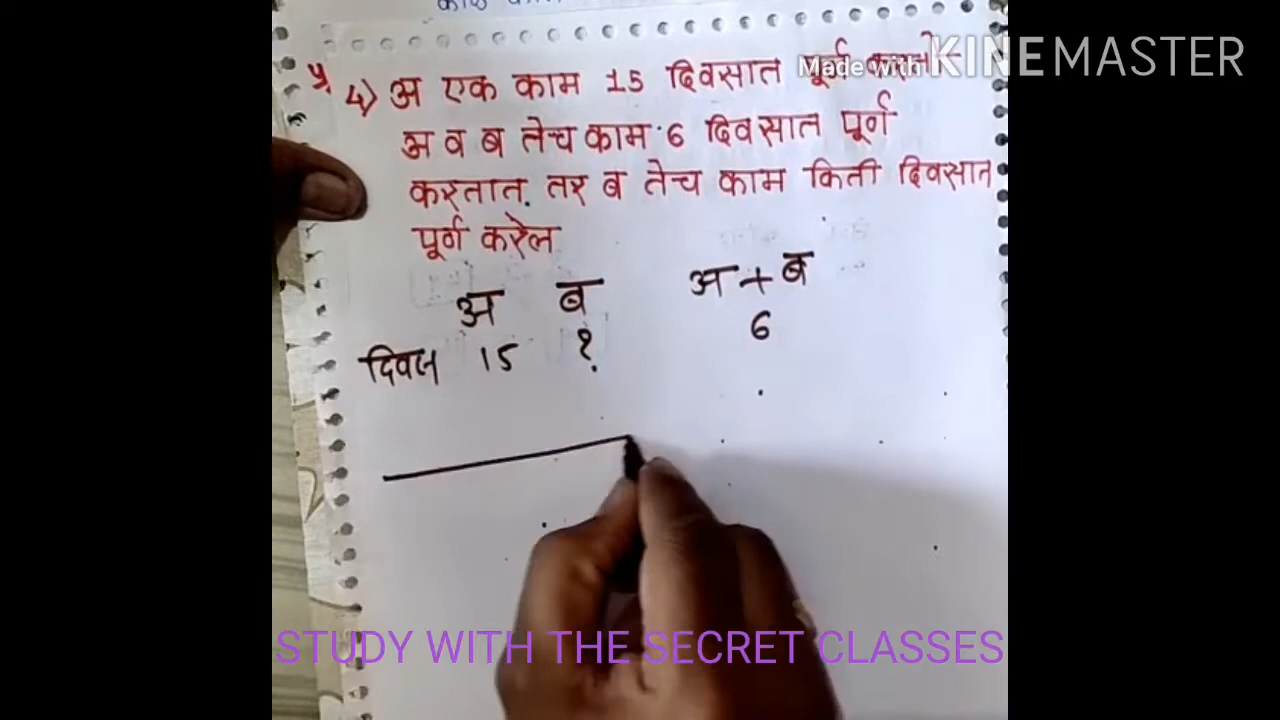 Made with KINEMASTER
प्र 4) अ एक काम 15 दिवसात पूर्ण करतो
अ व ब तेच काम 6 दिवसात पूर्ण
करतात. तर ब तेच काम किती दिवसात
पूर्ण करेल
अ ब अ + ब
दिवस 15 ? 6
STUDY WITH THE SECRET CLASSES